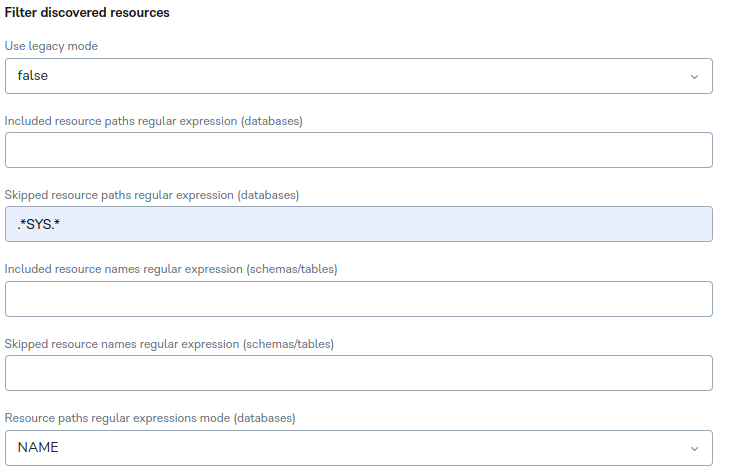 Filter discovered resources
Use legacy mode
false
Included resource paths regular expression (databases)
Skipped resource paths regular expression (databases)
.*SYS.*
Included resource names regular expression (schemas/tables)
Skipped resource names regular expression (schemas/tables)
Resource paths regular expressions mode (databases)
NAME